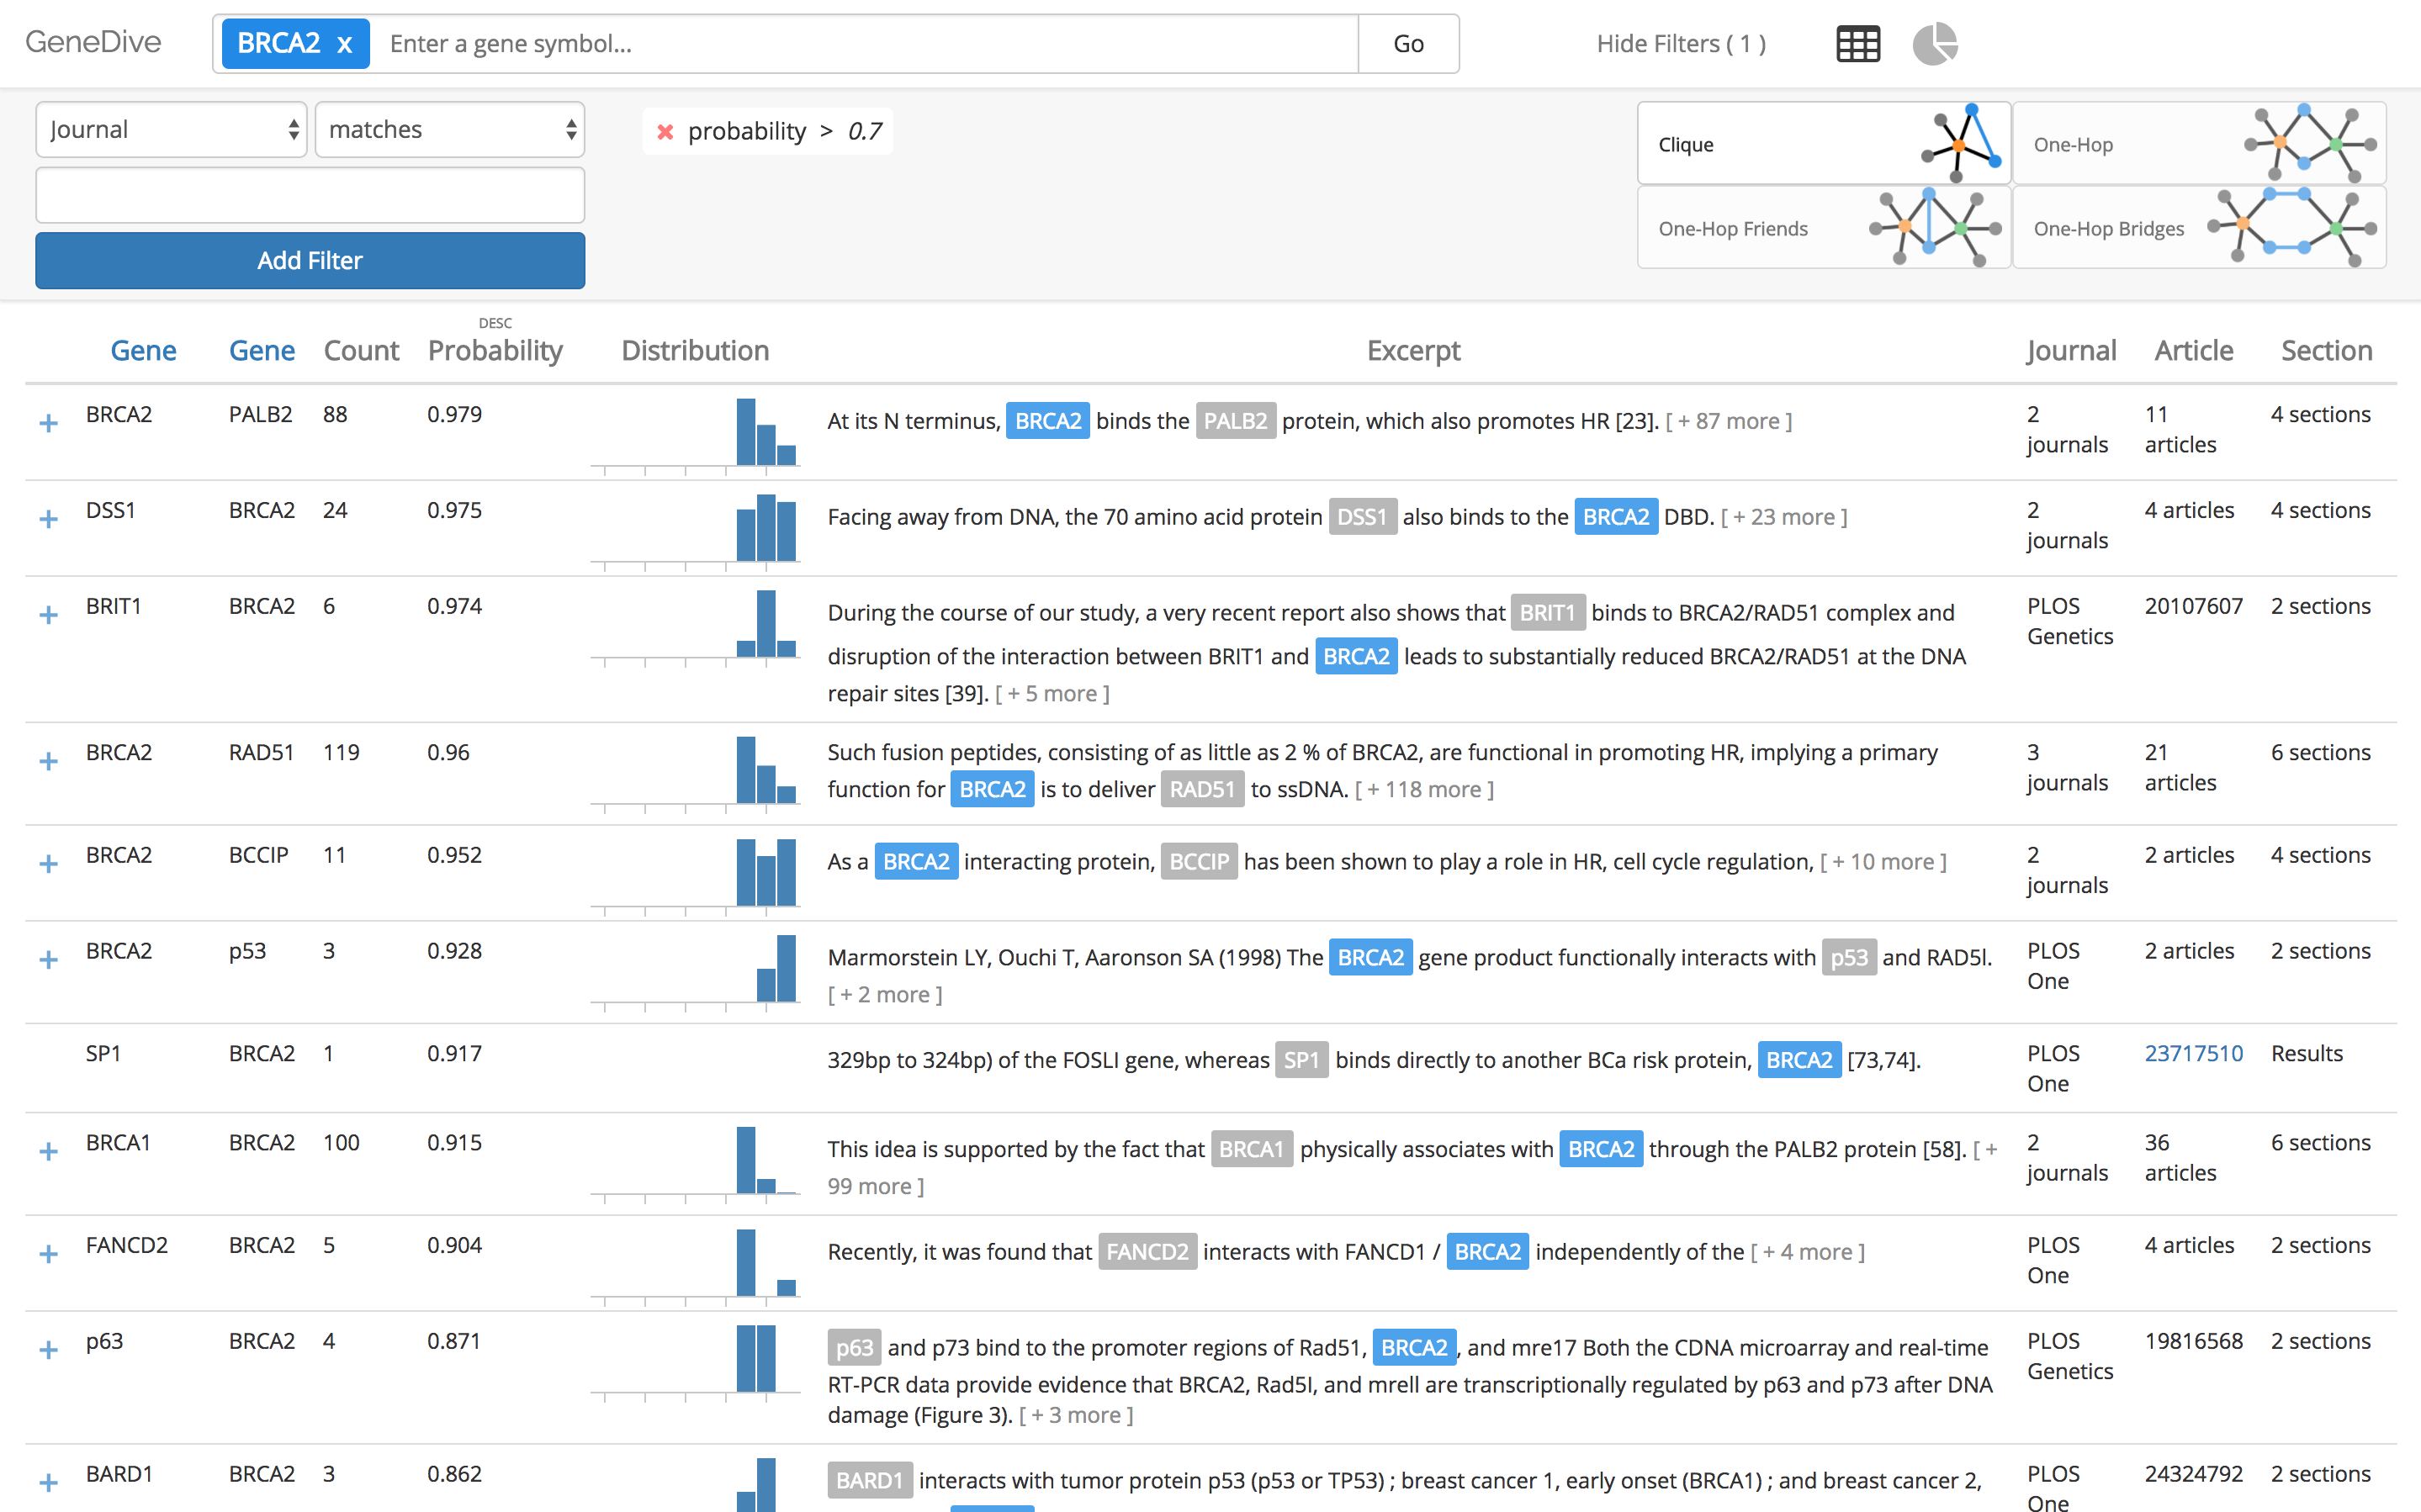 GeneDive
BRCA2 x Enter a gene symbol... Go
Hide Filters ( 1 )
Journal matches
probability > 0.7
Add Filter
Clique
One-Hop
One-Hop Friends
One-Hop Bridges
DESC
Gene Gene Count Probability Distribution Excerpt Journal Article Section
+ BRCA2 PALB2 88 0.979 At its N terminus, BRCA2 binds the PALB2 protein, which also promotes HR [23]. [ + 87 more ] 2 11 4 sections
journals articles
+ DSS1 BRCA2 24 0.975 Facing away from DNA, the 70 amino acid protein DSS1 also binds to the BRCA2 DBD. [ + 23 more ] 2 4 articles 4 sections
journals
+ BRIT1 BRCA2 6 0.974 During the course of our study, a very recent report also shows that BRIT1 binds to BRCA2/RAD51 complex and PLOS 20107607 2 sections
disruption of the interaction between BRIT1 and BRCA2 leads to substantially reduced BRCA2/RAD51 at the DNA Genetics
repair sites [39]. [ + 5 more ]
+ BRCA2 RAD51 119 0.96 Such fusion peptides, consisting of as little as 2 % of BRCA2, are functional in promoting HR, implying a primary 3 21 6 sections
function for BRCA2 is to deliver RAD51 to ssDNA. [ + 118 more ] journals articles
+ BRCA2 BCCIP 11 0.952 As a BRCA2 interacting protein, BCCIP has been shown to play a role in HR, cell cycle regulation, [ + 10 more ] 2 2 articles 4 sections
journals
+ BRCA2 p53 3 0.928 Marmorstein LY, Ouchi T, Aaronson SA (1998) The BRCA2 gene product functionally interacts with p53 and RAD5l. PLOS 2 articles 2 sections
[ + 2 more ] One
SP1 BRCA2 1 0.917 329bp to 324bp) of the FOSLI gene, whereas SP1 binds directly to another BCa risk protein, BRCA2 [73,74]. PLOS 23717510 Results
One
+ BRCA1 BRCA2 100 0.915 This idea is supported by the fact that BRCA1 physically associates with BRCA2 through the PALB2 protein [58]. [ + 2 36 6 sections
99 more ] journals articles
+ FANCD2 BRCA2 5 0.904 Recently, it was found that FANCD2 interacts with FANCD1 / BRCA2 independently of the [ + 4 more ] PLOS 4 articles 2 sections
One
+ p63 BRCA2 4 0.871 p63 and p73 bind to the promoter regions of Rad51, BRCA2 , and mre17 Both the CDNA microarray and real-time PLOS 19816568 2 sections
RT-PCR data provide evidence that BRCA2, Rad5l, and mrell are transcriptionally regulated by p63 and p73 after DNA Genetics
damage (Figure 3). [ + 3 more ]
+ BARD1 BRCA2 3 0.862 BARD1 interacts with tumor protein p53 (p53 or TP53) ; breast cancer 1, early onset (BRCA1) ; and breast cancer 2, PLOS 24324792 2 sections
One